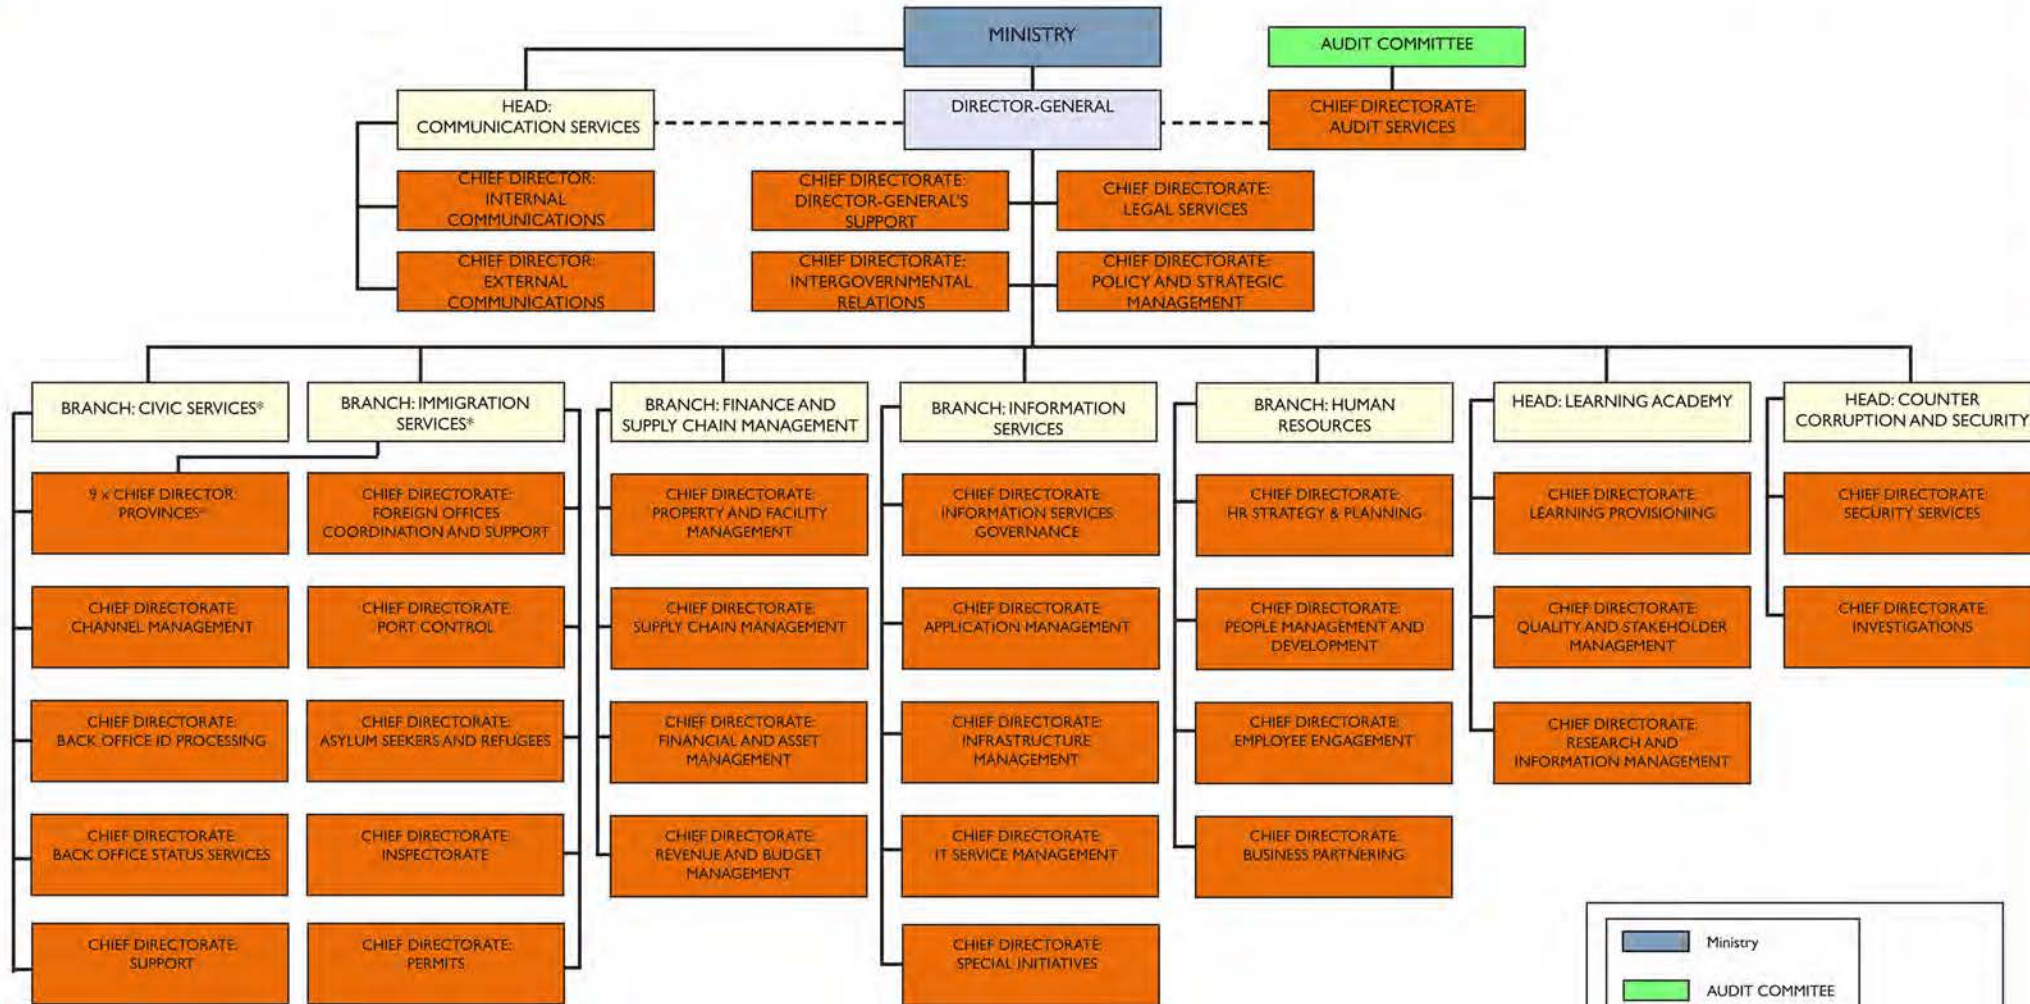 MINISTRY
AUDIT COMMITTEE
HEAD:
COMMUNICATION SERVICES
DIRECTOR-GENERAL
CHIEF DIRECTORATE:
AUDIT SERVICES
CHIEF DIRECTOR:
INTERNAL
COMMUNICATIONS
CHIEF DIRECTORATE:
DIRECTOR-GENERAL'S
SUPPORT
CHIEF DIRECTORATE:
LEGAL SERVICES
CHIEF DIRECTOR:
EXTERNAL
COMMUNICATIONS
CHIEF DIRECTORATE:
INTERGOVERNMENTAL
RELATIONS
CHIEF DIRECTORATE:
POLICY AND STRATEGIC
MANAGEMENT
BRANCH: CIVIC SERVICES*
BRANCH: IMMIGRATION
SERVICES*
BRANCH: FINANCE AND
SUPPLY CHAIN MANAGEMENT
BRANCH: INFORMATION
SERVICES
BRANCH: HUMAN
RESOURCES
HEAD: LEARNING ACADEMY
HEAD: COUNTER
CORRUPTION AND SECURITY
9 x CHIEF DIRECTOR:
PROVINCES*
CHIEF DIRECTORATE:
FOREIGN OFFICES
COORDINATION AND SUPPORT
CHIEF DIRECTORATE:
PROPERTY AND FACILITY
MANAGEMENT
CHIEF DIRECTORATE:
INFORMATION SERVICES
GOVERNANCE
CHIEF DIRECTORATE:
HR STRATEGY & PLANNING
CHIEF DIRECTORATE:
LEARNING PROVISIONING
CHIEF DIRECTORATE:
SECURITY SERVICES
CHIEF DIRECTORATE:
CHANNEL MANAGEMENT
CHIEF DIRECTORATE:
PORT CONTROL
CHIEF DIRECTORATE:
SUPPLY CHAIN MANAGEMENT
CHIEF DIRECTORATE:
APPLICATION MANAGEMENT
CHIEF DIRECTORATE:
PEOPLE MANAGEMENT AND
DEVELOPMENT
CHIEF DIRECTORATE:
QUALITY AND STAKEHOLDER
MANAGEMENT
CHIEF DIRECTORATE:
INVESTIGATIONS
CHIEF DIRECTORATE:
BACK OFFICE ID PROCESSING
CHIEF DIRECTORATE:
ASYLUM SEEKERS AND REFUGEES
CHIEF DIRECTORATE:
FINANCIAL AND ASSET
MANAGEMENT
CHIEF DIRECTORATE:
INFRASTRUCTURE
MANAGEMENT
CHIEF DIRECTORATE:
EMPLOYEE ENGAGEMENT
CHIEF DIRECTORATE:
RESEARCH AND
INFORMATION MANAGEMENT
CHIEF DIRECTORATE:
BACK OFFICE STATUS SERVICES
CHIEF DIRECTORATE:
INSPECTORATE
CHIEF DIRECTORATE:
REVENUE AND BUDGET
MANAGEMENT
CHIEF DIRECTORATE:
IT SERVICE MANAGEMENT
CHIEF DIRECTORATE:
BUSINESS PARTNERING
CHIEF DIRECTORATE:
SUPPORT
CHIEF DIRECTORATE:
PERMITS
CHIEF DIRECTORATE:
SPECIAL INITIATIVES
Ministry
AUDIT COMMITEE